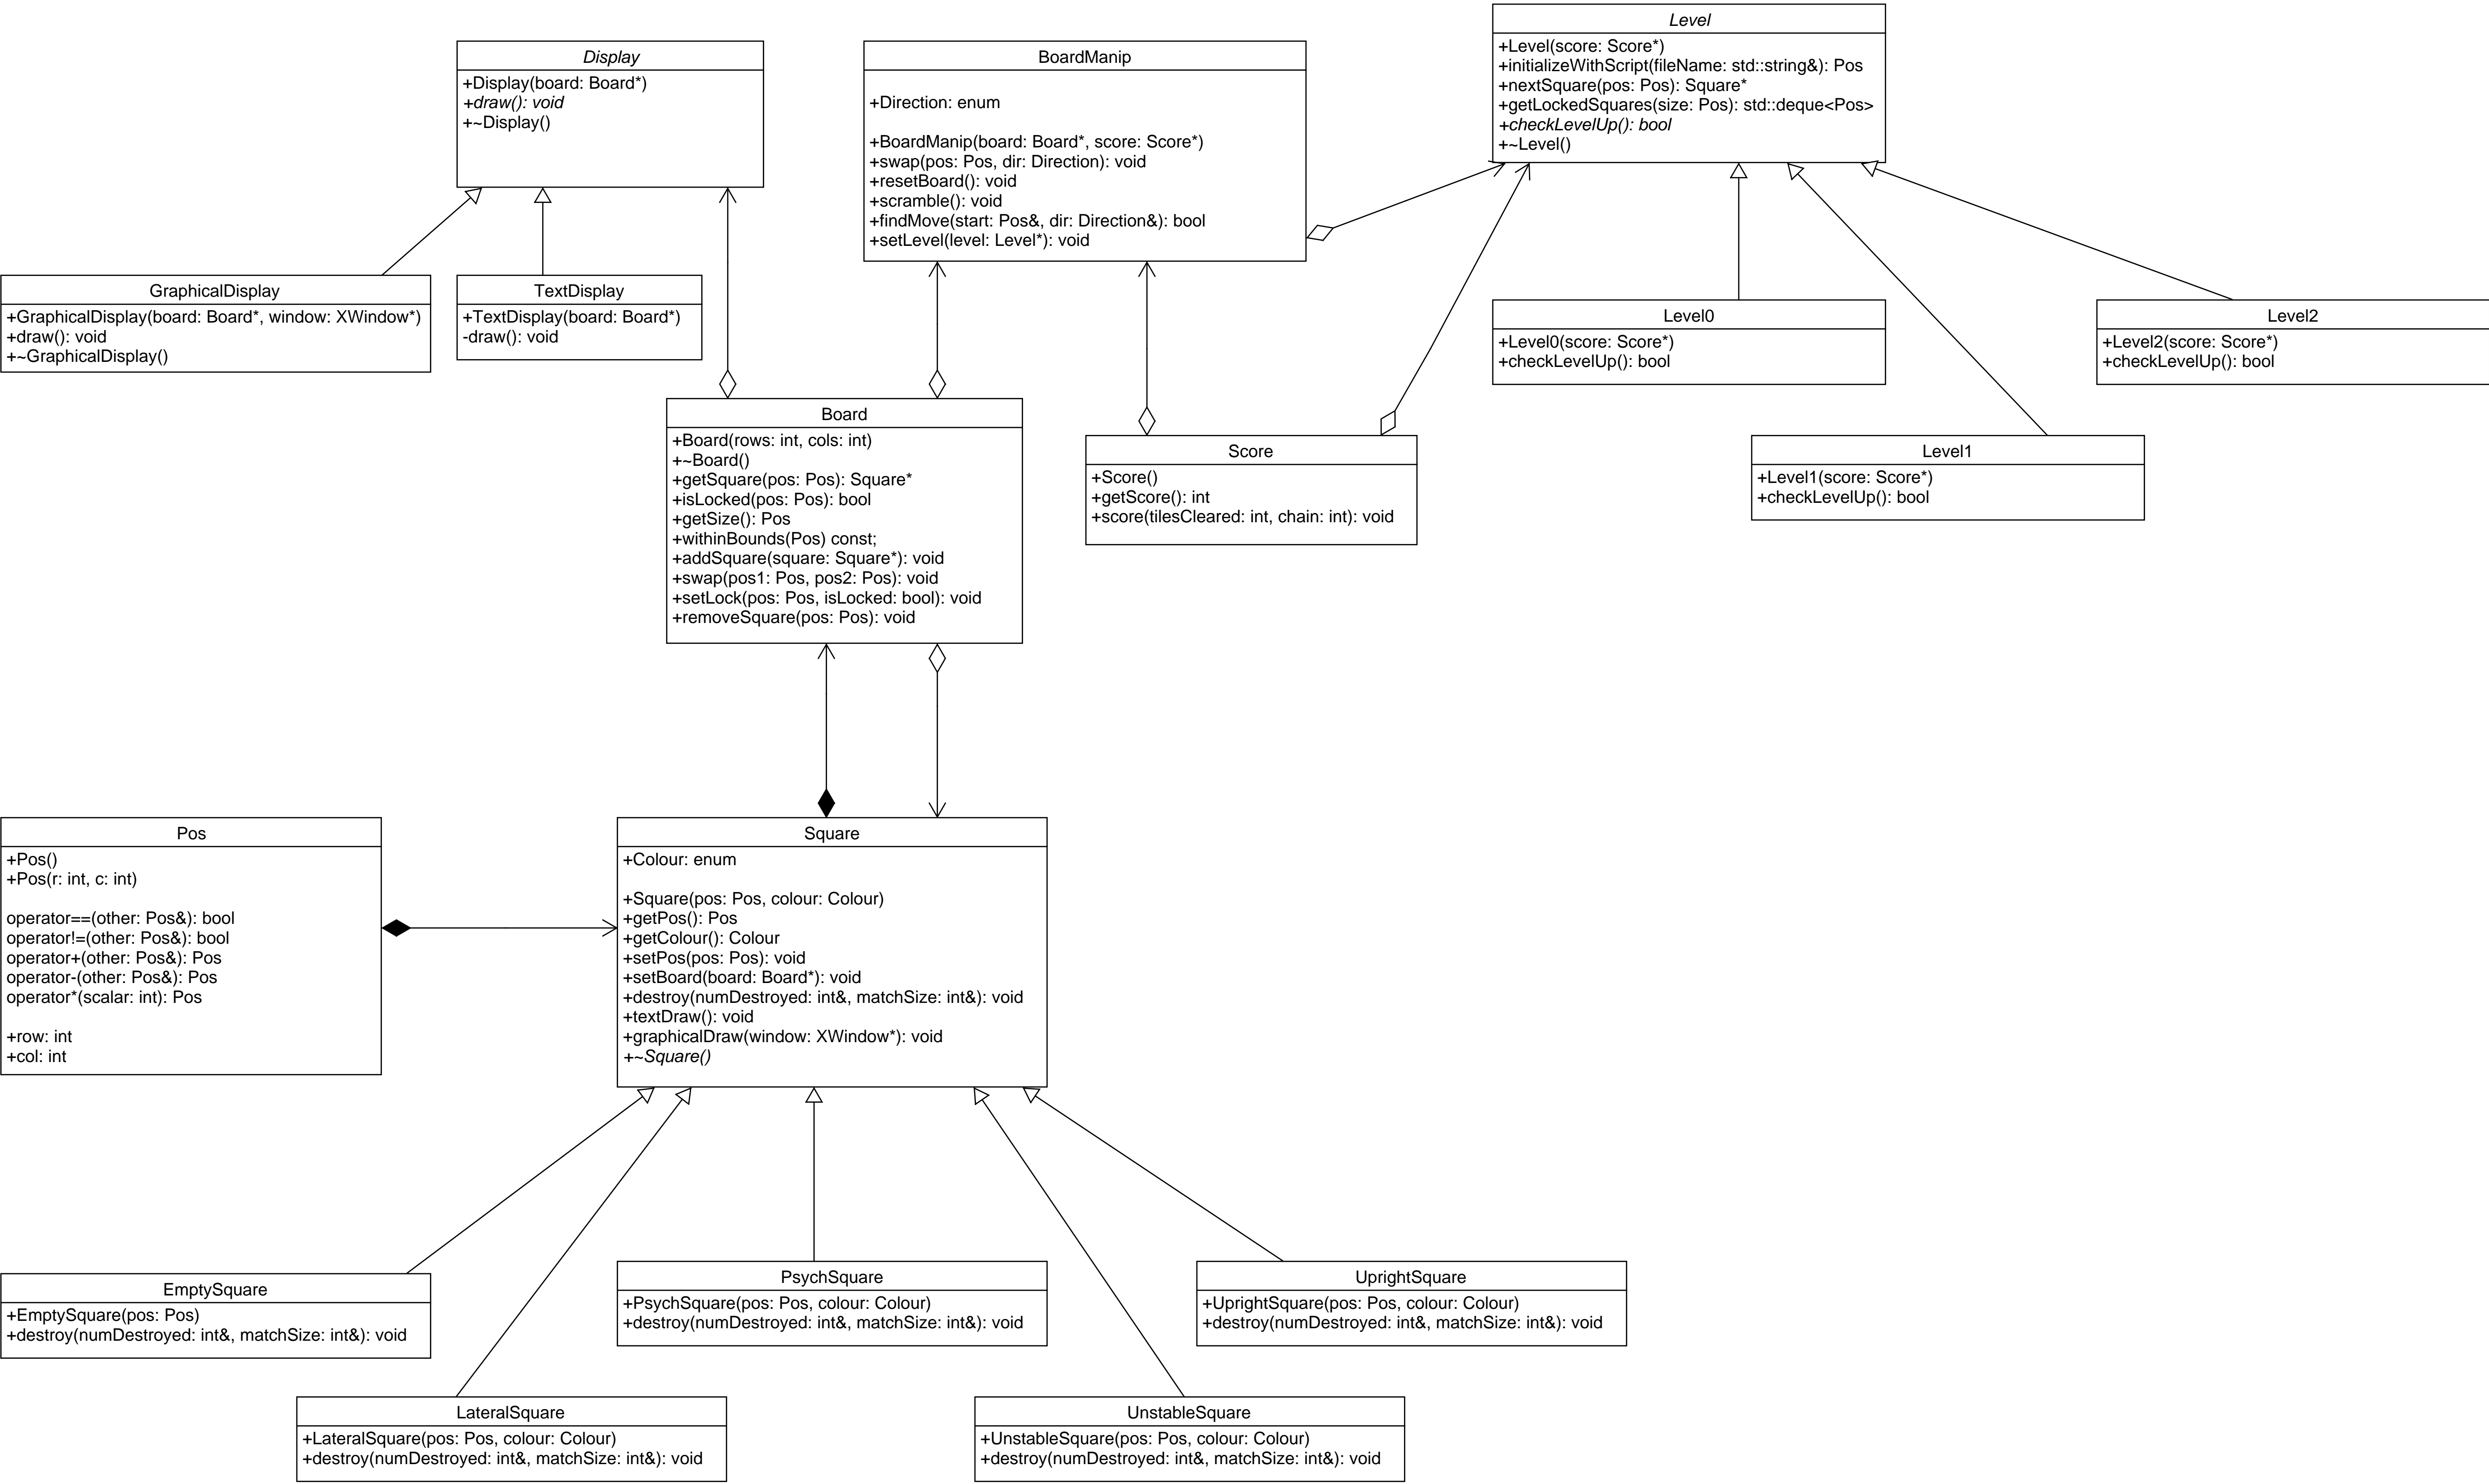 Level
+Level(score: Score*)
+initializeWithScript(fileName: std::string&): Pos
+nextSquare(pos: Pos): Square*
+getLockedSquares(size: Pos): std::deque<Pos>
+checkLevelUp(): bool
+~Level()
Display
+Display(board: Board*)
+draw(): void
+~Display()
BoardManip
+Direction: enum
+BoardManip(board: Board*, score: Score*)
+swap(pos: Pos, dir: Direction): void
+resetBoard(): void
+scramble(): void
+findMove(start: Pos&, dir: Direction&): bool
+setLevel(level: Level*): void
GraphicalDisplay
+GraphicalDisplay(board: Board*, window: XWindow*)
+draw(): void
+~GraphicalDisplay()
TextDisplay
+TextDisplay(board: Board*)
-draw(): void
Level0
+Level0(score: Score*)
+checkLevelUp(): bool
Level2
+Level2(score: Score*)
+checkLevelUp(): bool
Board
+Board(rows: int, cols: int)
+~Board()
+getSquare(pos: Pos): Square*
+isLocked(pos: Pos): bool
+getSize(): Pos
+withinBounds(Pos) const;
+addSquare(square: Square*): void
+swap(pos1: Pos, pos2: Pos): void
+setLock(pos: Pos, isLocked: bool): void
+removeSquare(pos: Pos): void
Score
+Score()
+getScore(): int
+score(tilesCleared: int, chain: int): void
Level1
+Level1(score: Score*)
+checkLevelUp(): bool
Pos
+Pos()
+Pos(r: int, c: int)
operator==(other: Pos&): bool
operator!=(other: Pos&): bool
operator+(other: Pos&): Pos
operator-(other: Pos&): Pos
operator*(scalar: int): Pos
+row: int
+col: int
Square
+Colour: enum
+Square(pos: Pos, colour: Colour)
+getPos(): Pos
+getColour(): Colour
+setPos(pos: Pos): void
+setBoard(board: Board*): void
+destroy(numDestroyed: int&, matchSize: int&): void
+textDraw(): void
+graphicalDraw(window: XWindow*): void
+~Square()
EmptySquare
+EmptySquare(pos: Pos)
+destroy(numDestroyed: int&, matchSize: int&): void
PsychSquare
+PsychSquare(pos: Pos, colour: Colour)
+destroy(numDestroyed: int&, matchSize: int&): void
UprightSquare
+UprightSquare(pos: Pos, colour: Colour)
+destroy(numDestroyed: int&, matchSize: int&): void
LateralSquare
+LateralSquare(pos: Pos, colour: Colour)
+destroy(numDestroyed: int&, matchSize: int&): void
UnstableSquare
+UnstableSquare(pos: Pos, colour: Colour)
+destroy(numDestroyed: int&, matchSize: int&): void